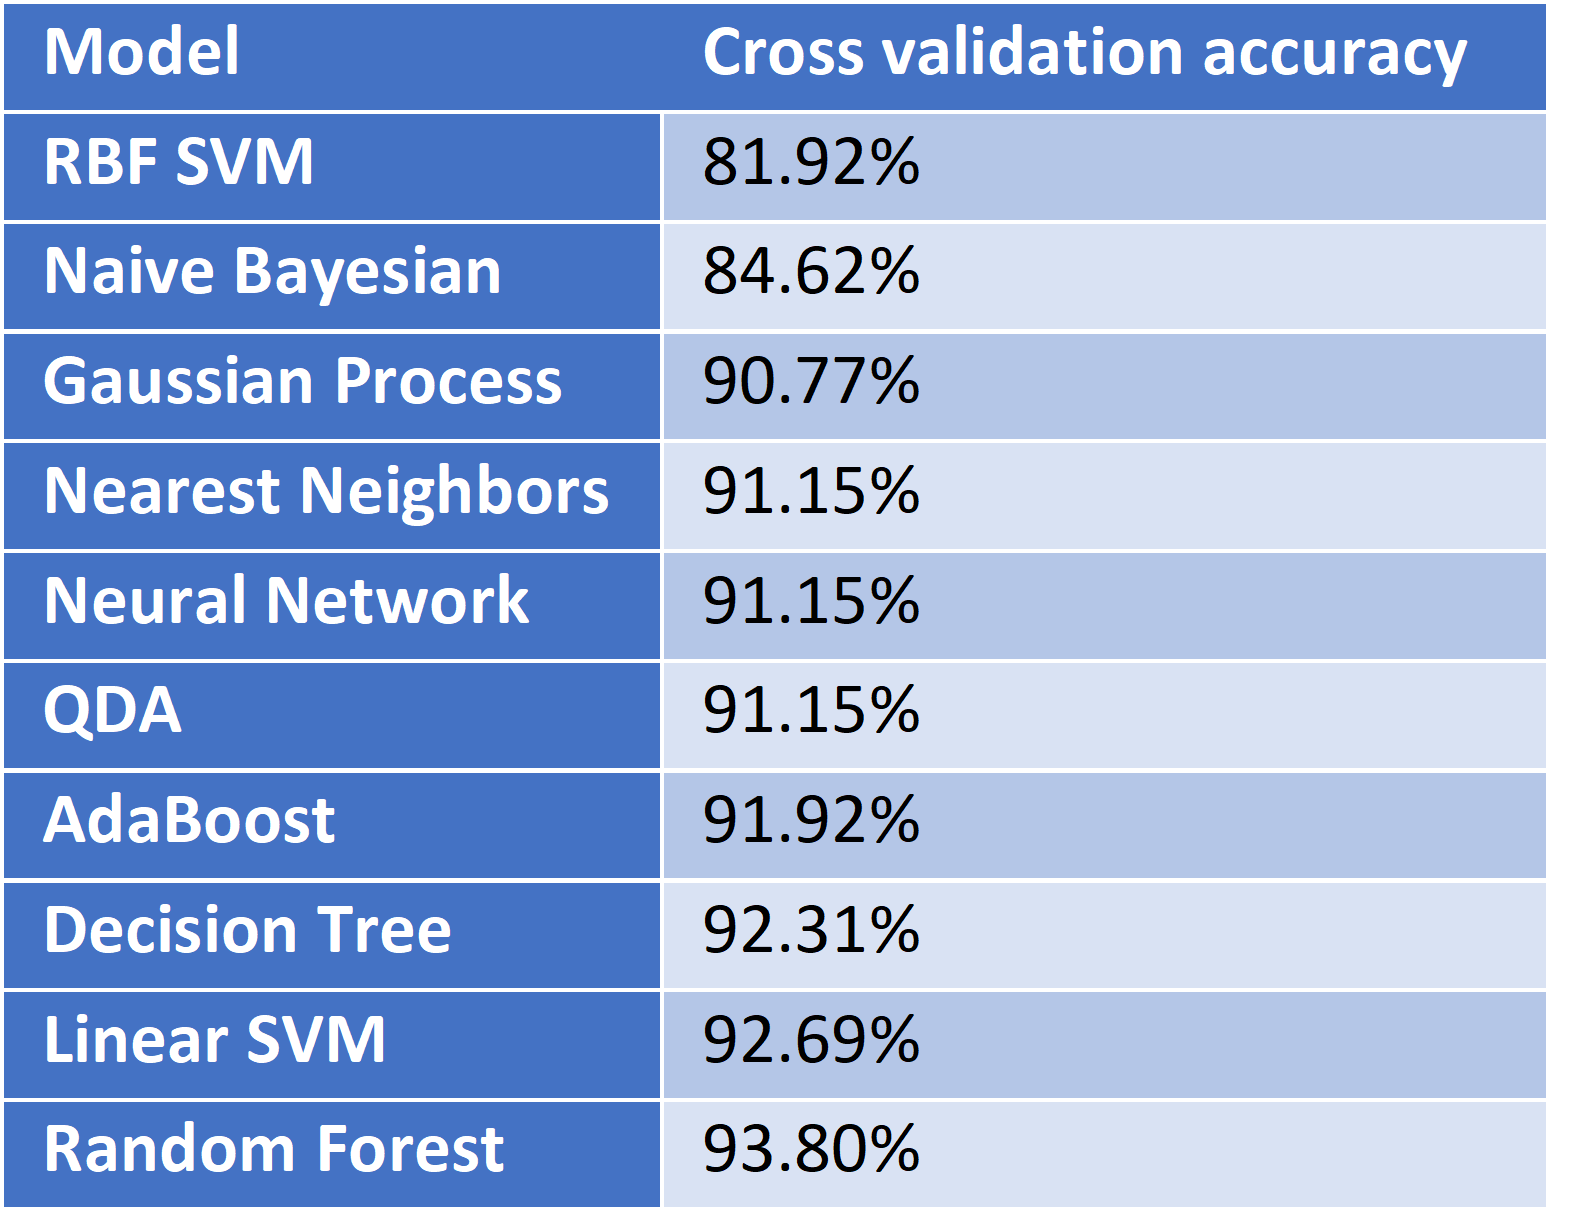 Model Cross validation accuracy
RBF SVM 81.92%
Naive Bayesian 84.62%
Gaussian Process 90.77%
Nearest Neighbors 91.15%
Neural Network 91.15%
QDA 91.15%
AdaBoost 91.92%
Decision Tree 92.31%
Linear SVM 92.69%
Random Forest 93.80%